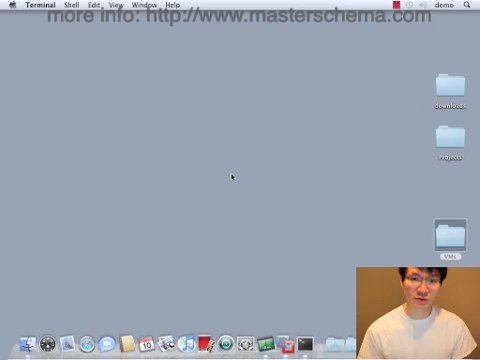 Terminal Shell Edit View Window Help demo
more info: http://www.masterschema.com
downloads
Projects
VMs
10